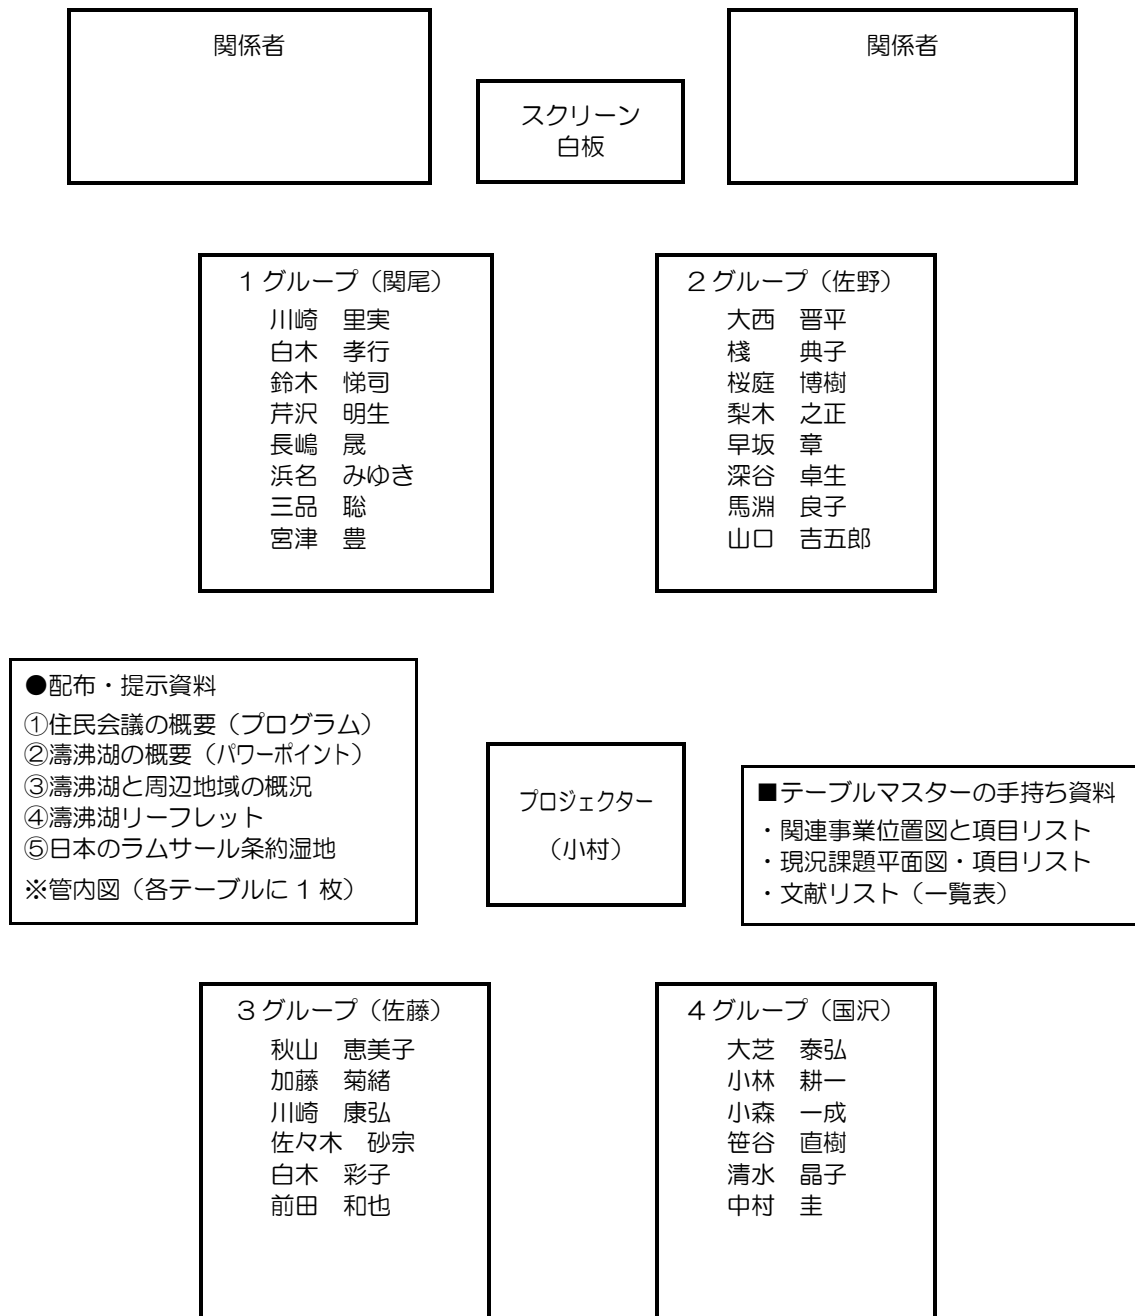 関係者
スクリーン
白板
関係者
1グループ（関尾）
川崎　里実
白木　孝行
鈴木　悌司
芹沢　明生
長嶋　晟
浜名　みゆき
三品　聡
宮津　豊
2グループ（佐野）
大西　晋平
棧　　典子
桜庭　博樹
梨木　之正
早坂　章
深谷　卓生
馬淵　良子
山口　吉五郎
●配布・提示資料
①住民会議の概要（プログラム）
②濤沸湖の概要（パワーポイント）
③濤沸湖と周辺地域の概況
④濤沸湖リーフレット
⑤日本のラムサール条約湿地
※管内図（各テーブルに1枚）
プロジェクター
（小村）
■テーブルマスターの手持ち資料
・関連事業位置図と項目リスト
・現況課題平面図・項目リスト
・文献リスト（一覧表）
3グループ（佐藤）
秋山　恵美子
加藤　菊緒
川崎　康弘
佐々木　砂宗
白木　彩子
前田　和也
4グループ（国沢）
大芝　泰弘
小林　耕一
小森　一成
笹谷　直樹
清水　晶子
中村　圭